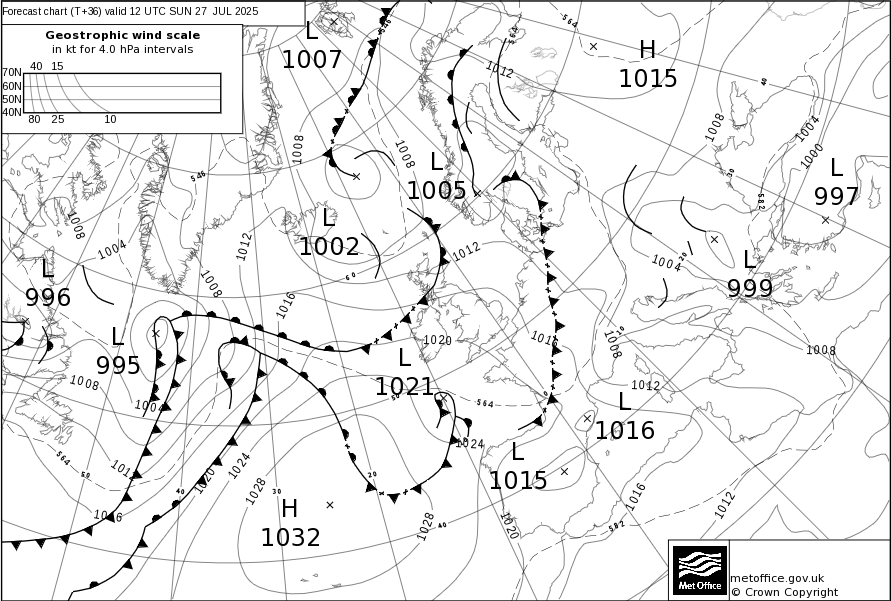 Forecast chart (T+36) valid 12 UTC SUN 27 JUL 2025
Geostrophic wind scale
in kt for 4.0 hPa intervals
40 15
70N
60N
50N
40N
80 25 10
L
1007
H
1015
L
1005
L
997
L
1002
L
999
L
996
L
995
L
1021
L
1016
L
1015
H
1032
564
546
564
1012
40
1008
1004
1000
1008
1008
546
30
582
1008
1004
1012
1012
60
1004
20
1008
1016
1020
1016
10
1008
1008
1008
1012
1004
50
564
1024
564
50
1012
1020
1024
20
40
30
1028
1016
1028
40
1020
582
1016
1012
Met Office
metoffice.gov.uk
© Crown Copyright